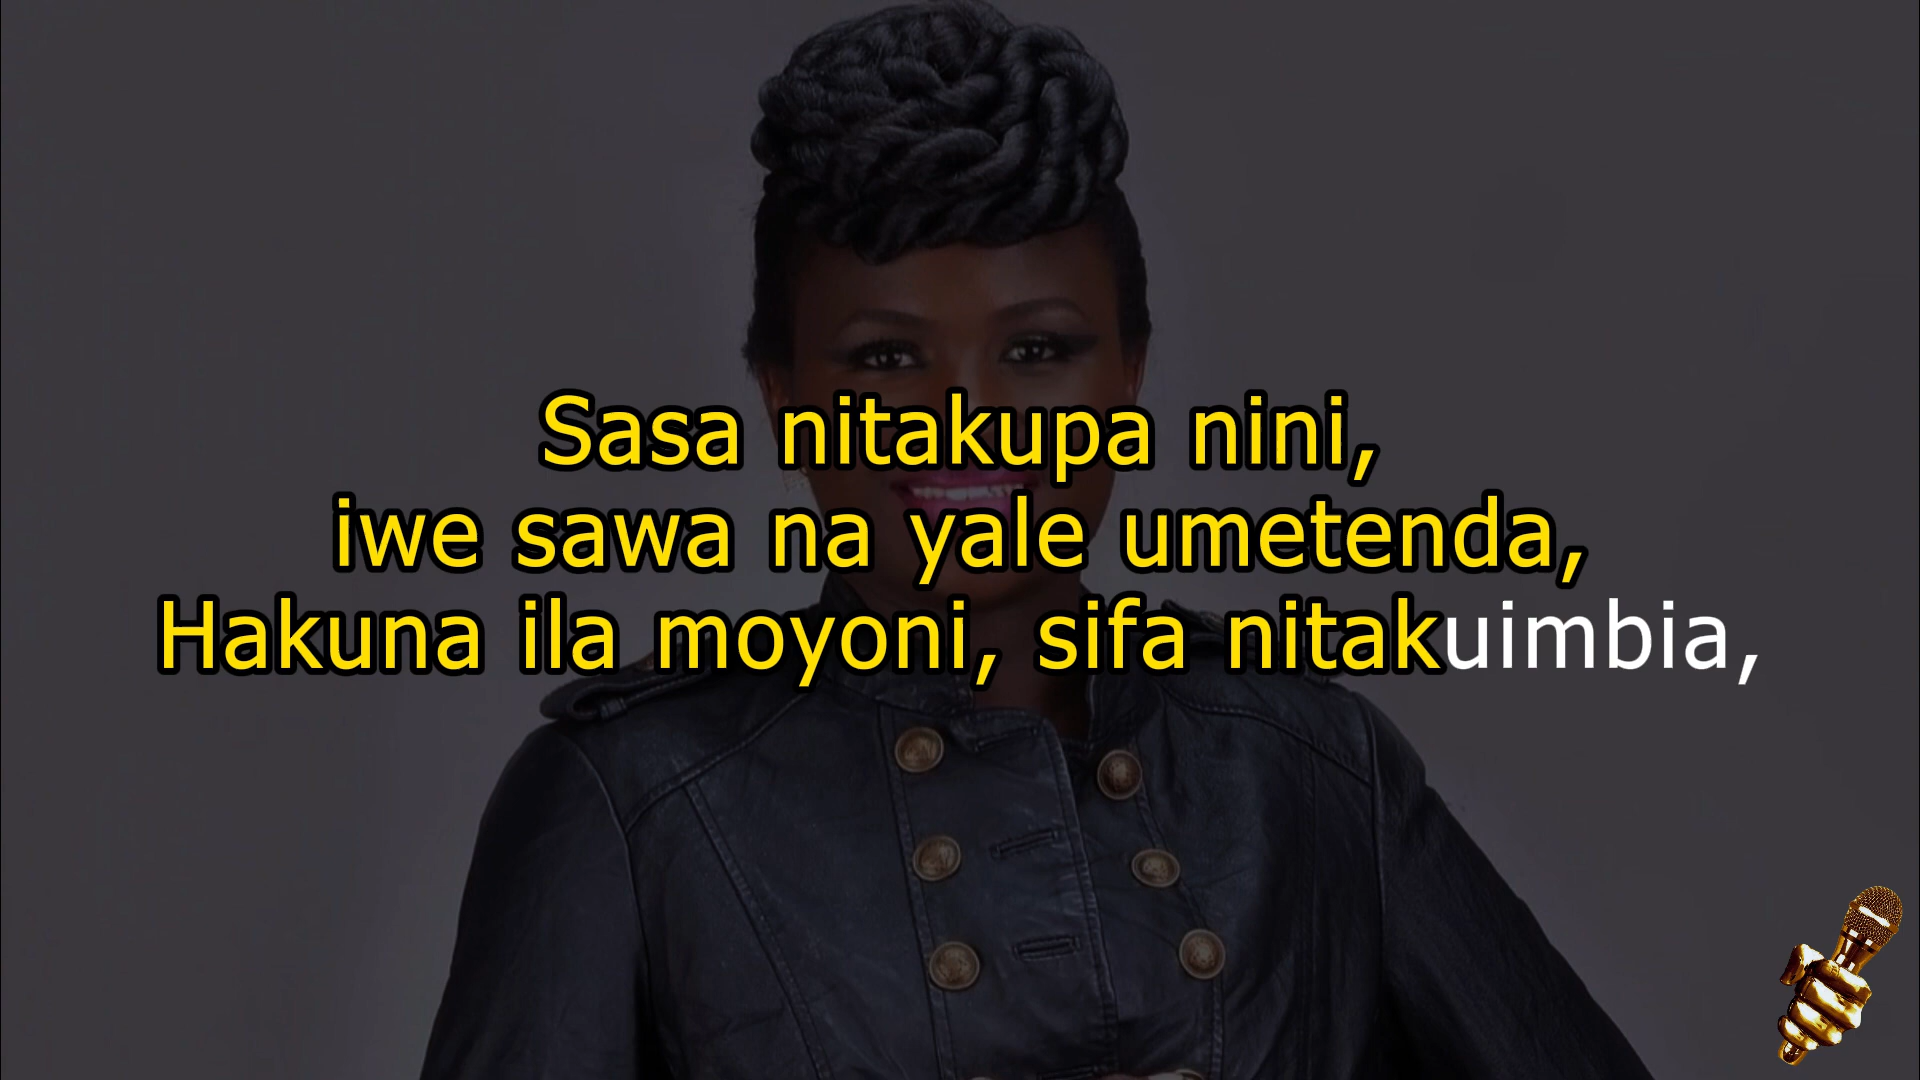 Sasa nitakupa nini,
iwe sawa na yale umetenda,
Hakuna ila moyoni, sifa nitakuimbia,